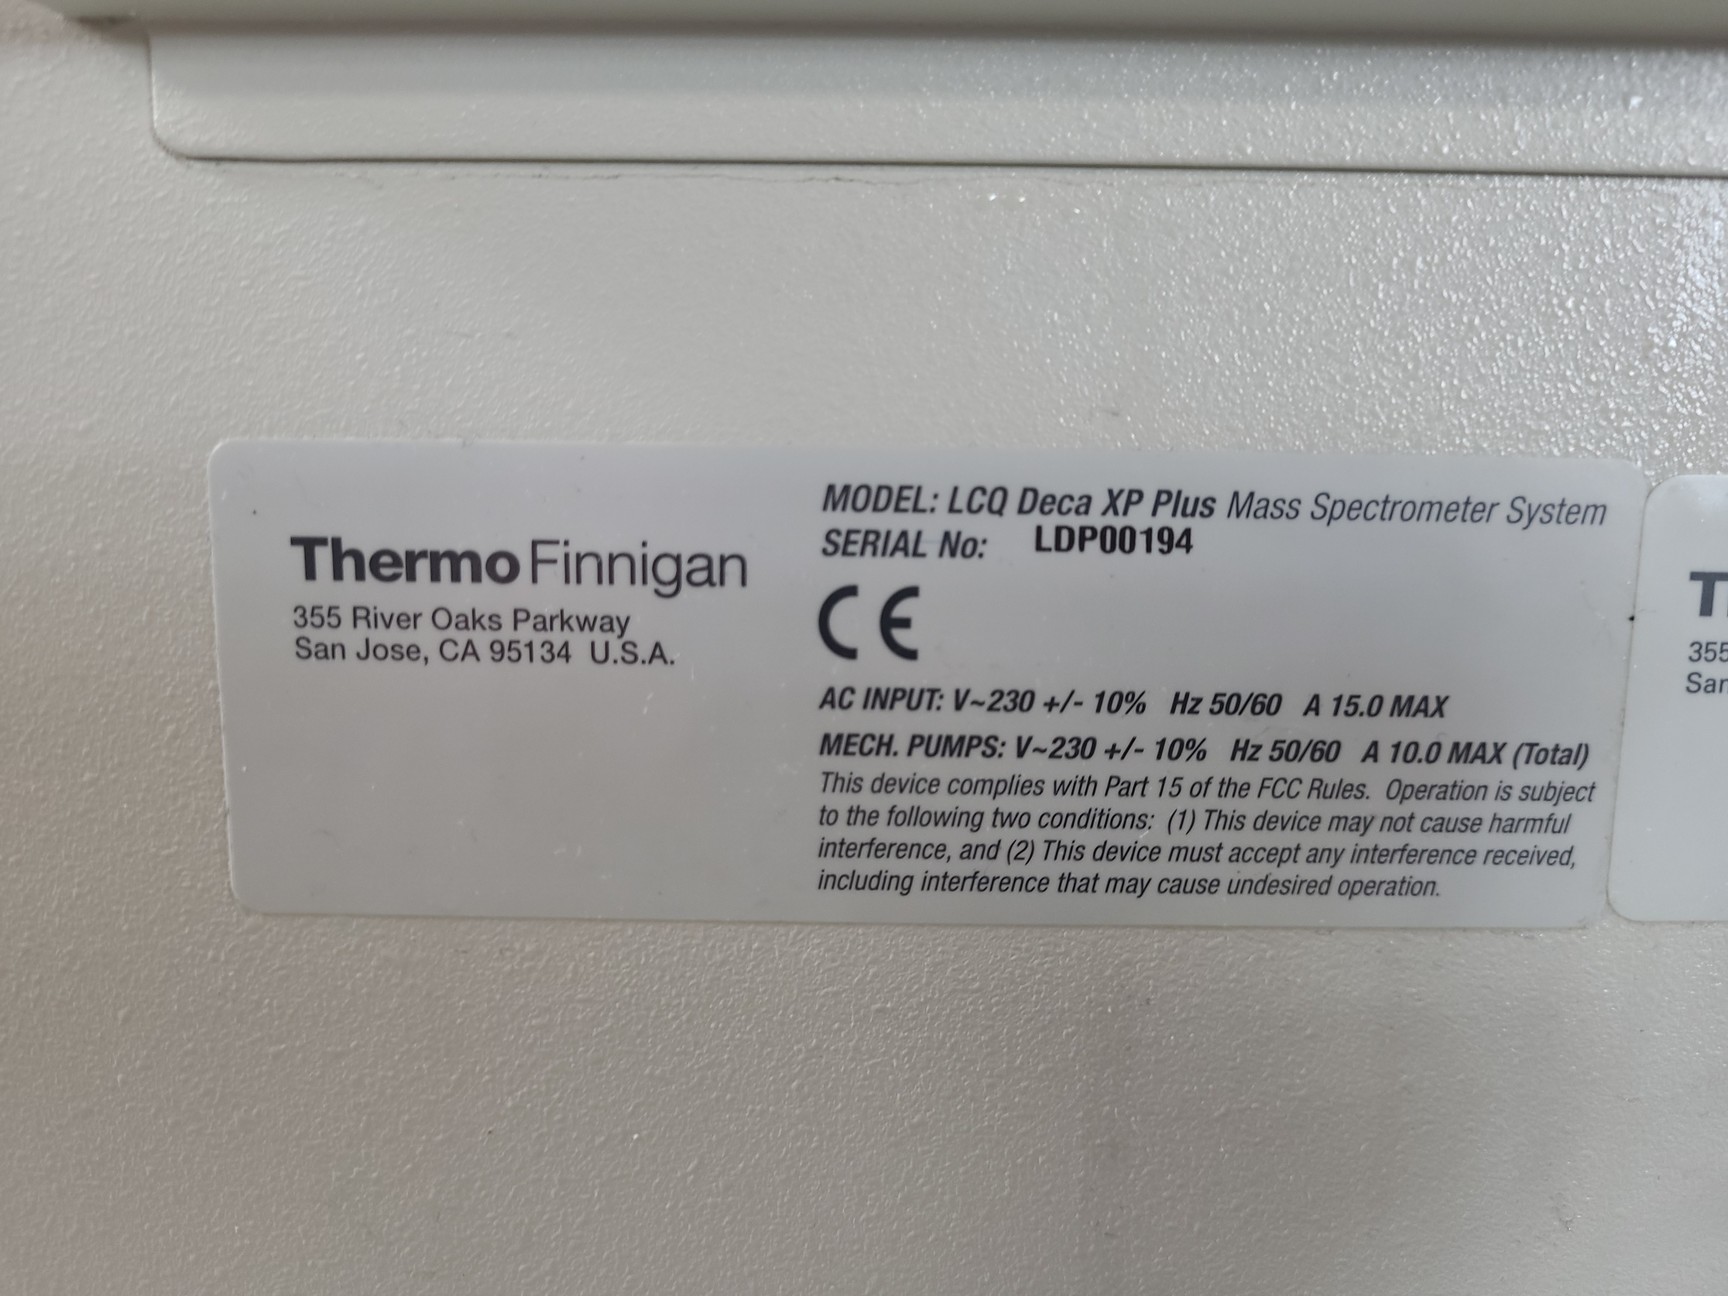 Thermo Finnigan
355 River Oaks Parkway
San Jose, CA 95134 U.S.A.
MODEL: LCQ Deca XP Plus Mass Spectrometer System
SERIAL No: LDP00194
CE
AC INPUT: V~230 +/- 10% Hz 50/60 A 15.0 MAX
MECH. PUMPS: V~230 +/- 10% Hz 50/60 A 10.0 MAX (Total)
This device complies with Part 15 of the FCC Rules. Operation is subject
to the following two conditions: (1) This device may not cause harmful
interference, and (2) This device must accept any interference received,
including interference that may cause undesired operation.
355